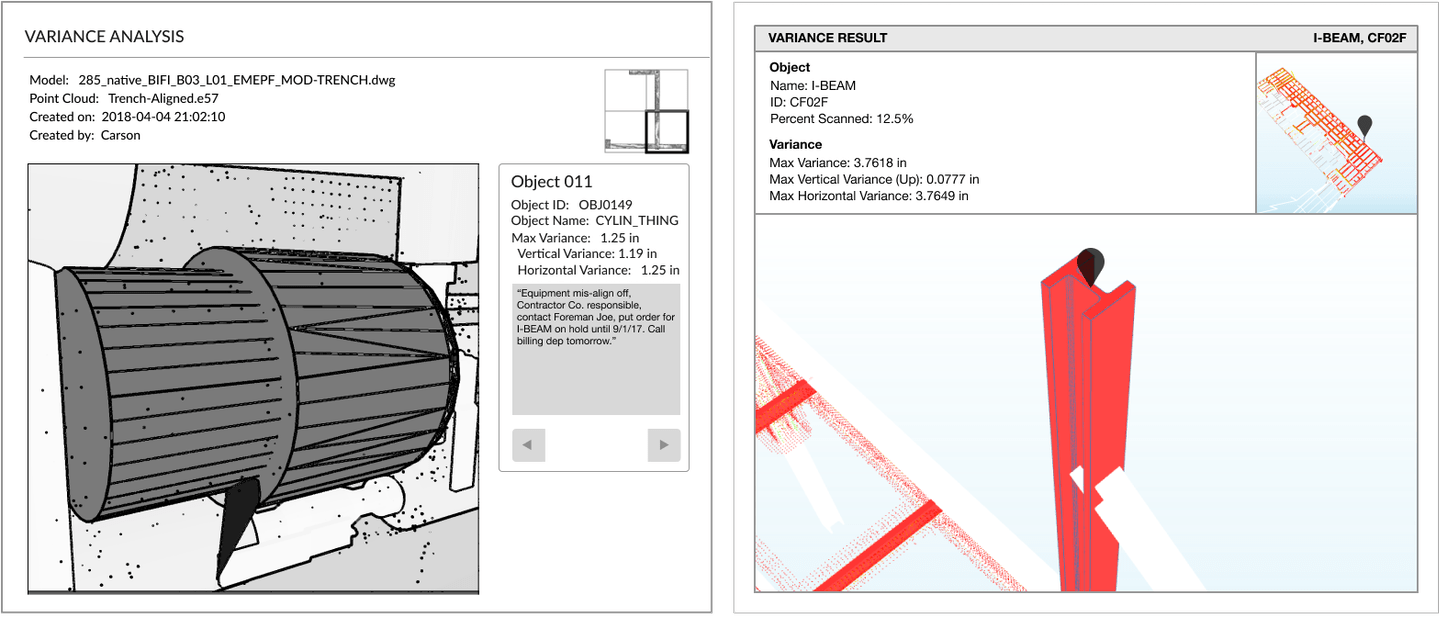 VARIANCE ANALYSIS
Model: 285_native_BIFI_B03_L01_EMEPF_MOD-TRENCH.dwg
Point Cloud: Trench-Aligned.e57
Created on: 2018-04-04 21:02:10
Created by: Carson
Object 011
Object ID: OBJ0149
Object Name: CYLIN_THING
Max Variance: 1.25 in
Vertical Variance: 1.19 in
Horizontal Variance: 1.25 in
“Equipment mis-align off,
Contractor Co. responsible,
contact Foreman Joe, put order for
I-BEAM on hold until 9/1/17. Call
billing dep tomorrow.”
VARIANCE RESULT
I-BEAM, CF02F
Object
Name: I-BEAM
ID: CF02F
Percent Scanned: 12.5%
Variance
Max Variance: 3.7618 in
Max Vertical Variance (Up): 0.0777 in
Max Horizontal Variance: 3.7649 in